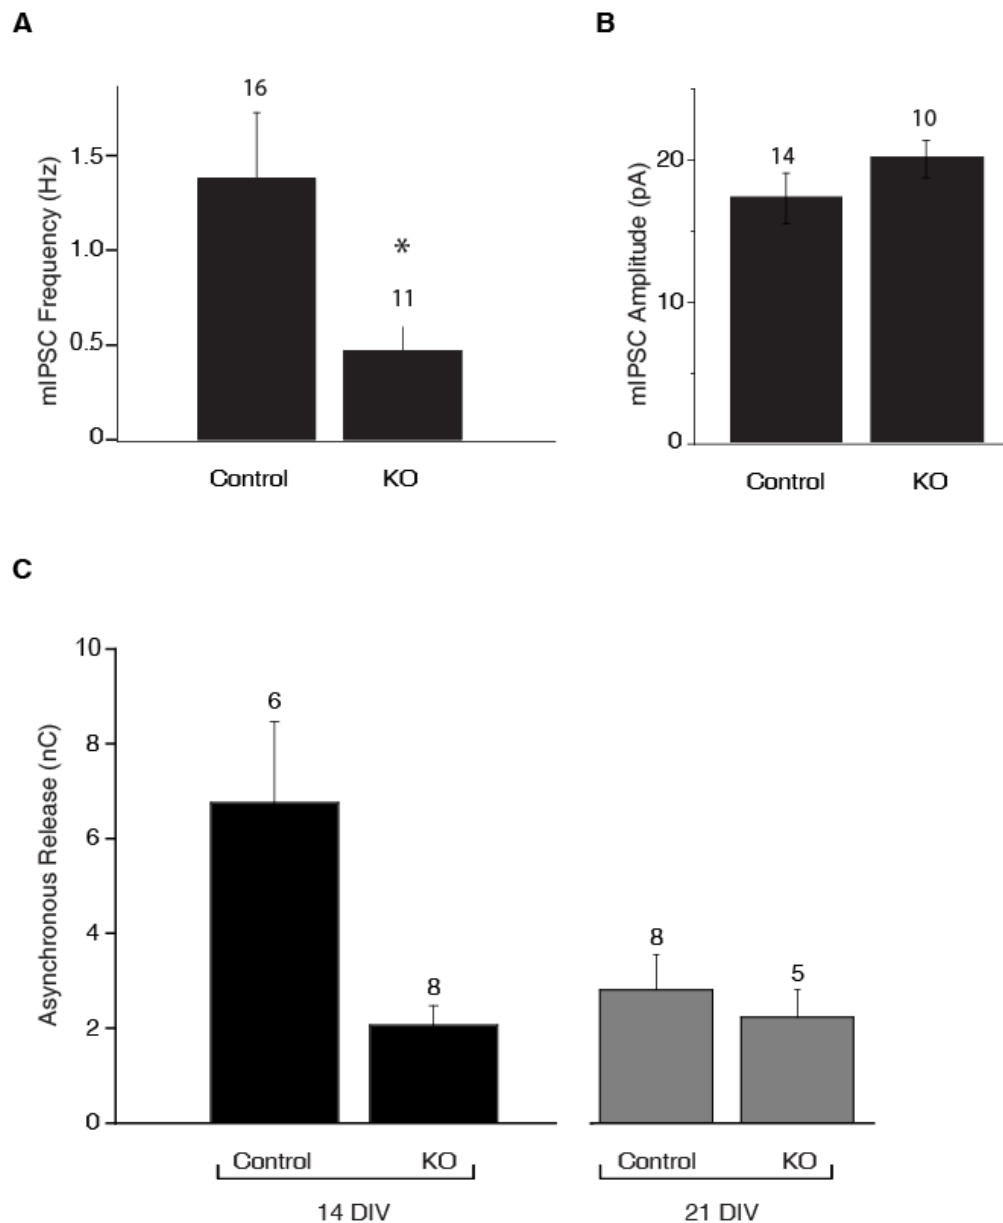 A
B
mIPSC Frequency (Hz)
1.5
1.0
0.5
0
16
*
11
Control KO
mIPSC Amplitude (pA)
20
10
0
14
10
Control KO
C
Asynchronous Release (nC)
10
8
6
4
2
0
6
8
8
5
Control KO Control KO
14 DIV 21 DIV